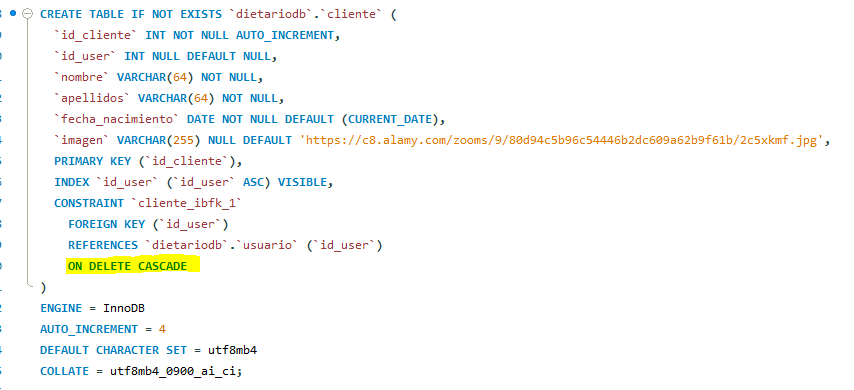 CREATE TABLE IF NOT EXISTS `dietariodb`.`cliente` (
`id_cliente` INT NOT NULL AUTO_INCREMENT,
`id_user` INT NULL DEFAULT NULL,
`nombre` VARCHAR(64) NOT NULL,
`apellidos` VARCHAR(64) NOT NULL,
`fecha_nacimiento` DATE NOT NULL DEFAULT (CURRENT_DATE),
`imagen` VARCHAR(255) NULL DEFAULT 'https://c8.alamy.com/zooms/9/80d94c5b96c54446b2dc609a62b9f61b/2c5xkmf.jpg',
PRIMARY KEY (`id_cliente`),
INDEX `id_user` (`id_user` ASC) VISIBLE,
CONSTRAINT `cliente_ibfk_1`
FOREIGN KEY (`id_user`)
REFERENCES `dietariodb`.`usuario` (`id_user`)
ON DELETE CASCADE
)
ENGINE = InnoDB
AUTO_INCREMENT = 4
DEFAULT CHARACTER SET = utf8mb4
COLLATE = utf8mb4_0900_ai_ci;